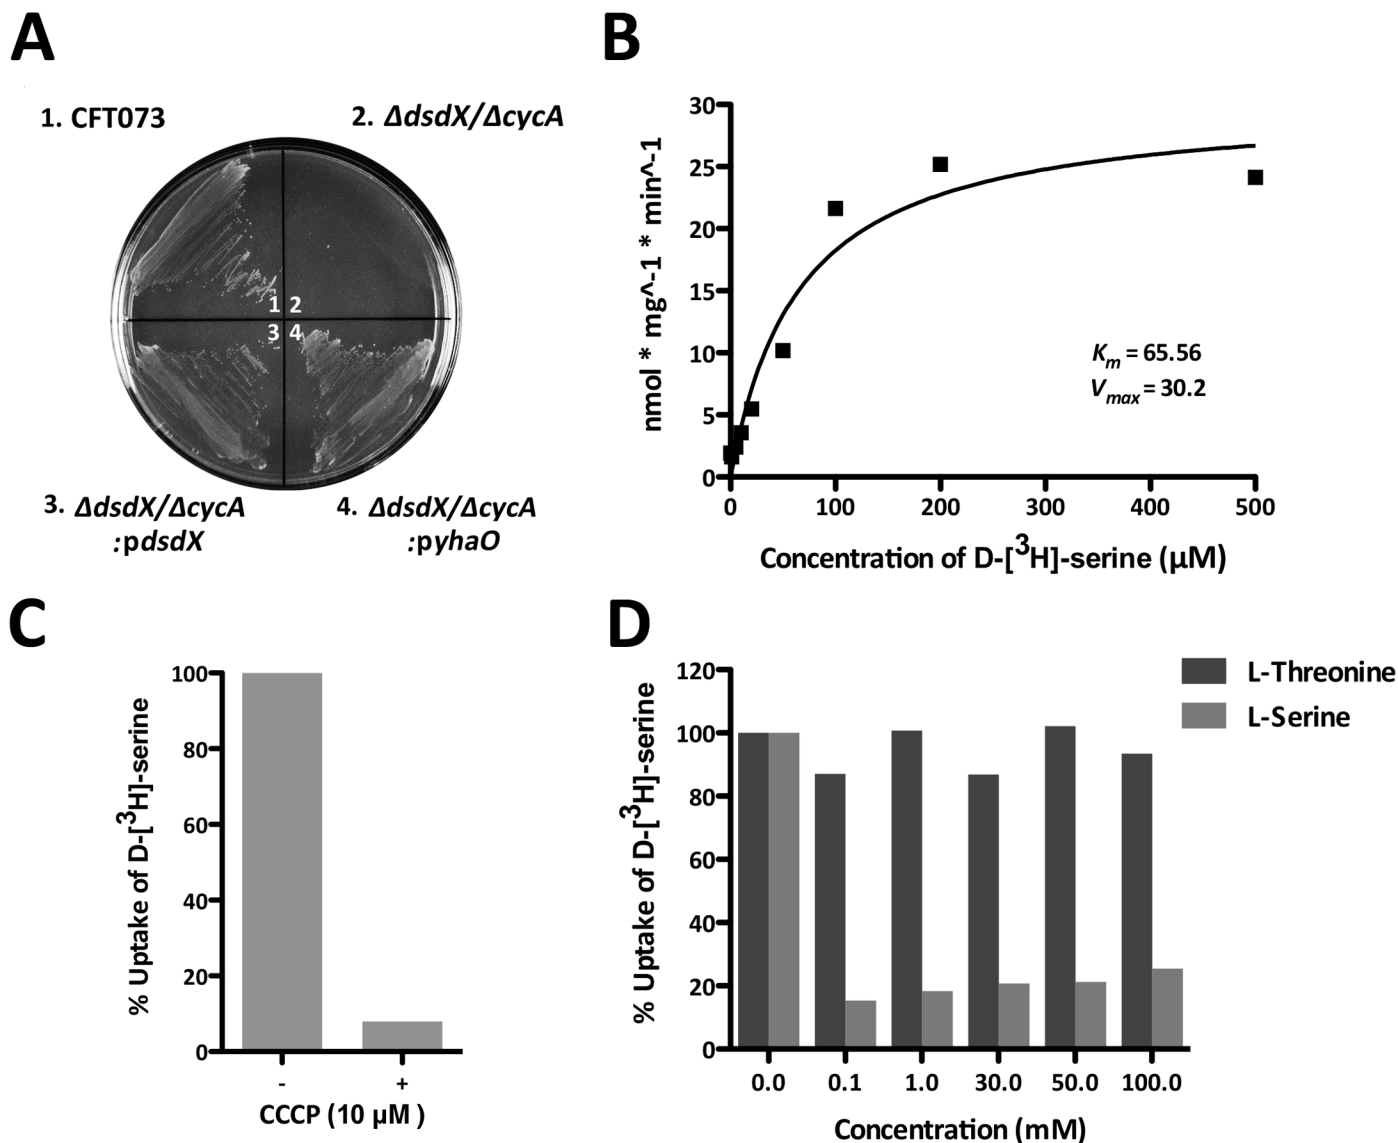 A
1. CFT073
2. ΔdsdX/ΔcycA
1 2
3 4
3. ΔdsdX/ΔcycA
:pdsdX
4. ΔdsdX/ΔcycA
:pyhaO
B
nmol * mg^-1 * min^-1
30
25
20
15
10
5
0
Km = 65.56
Vmax = 30.2
0 100 200 300 400 500
Concentration of D-[³H]-serine (µM)
C
% Uptake of D-[³H]-serine
100
80
60
40
20
0
- +
CCCP (10 µM )
D
% Uptake of D-[³H]-serine
120
100
80
60
40
20
0
L-Threonine
L-Serine
0.0 0.1 1.0 30.0 50.0 100.0
Concentration (mM)